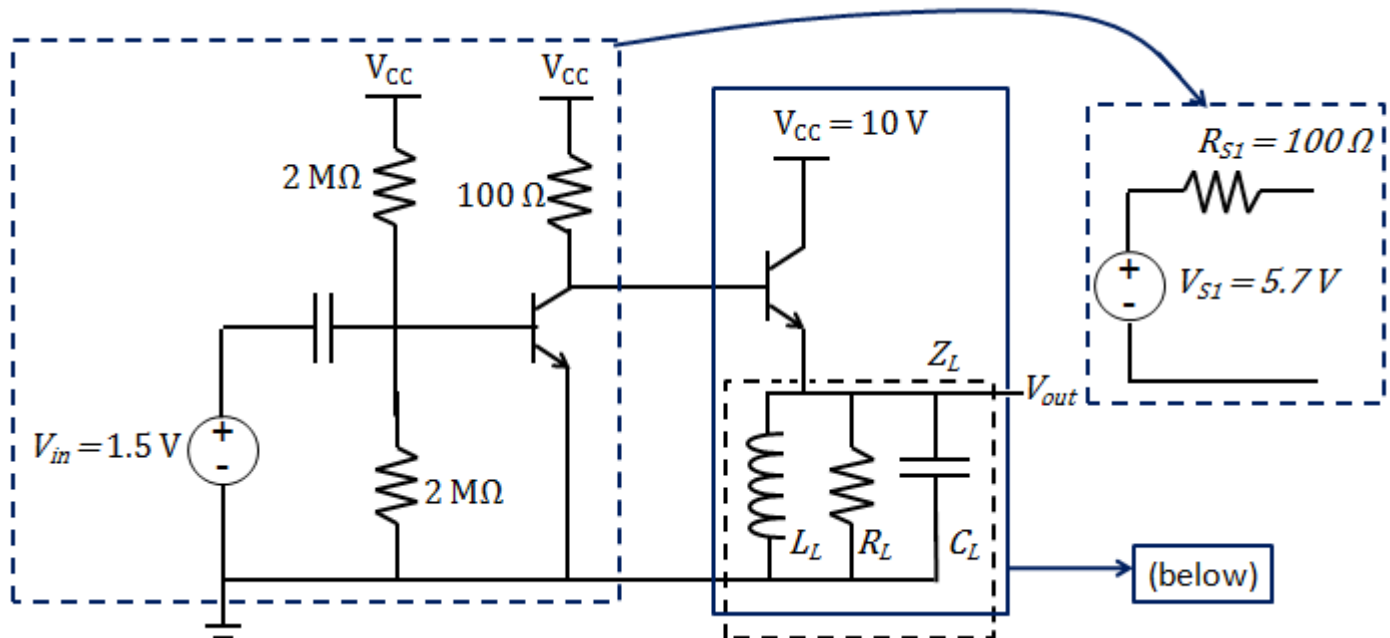 V_CC
V_CC
V_CC = 10 V
R_S1 = 100 Ω
2 MΩ
100 Ω
+
-
V_S1 = 5.7 V
Z_L
V_out
V_in = 1.5 V
+
-
2 MΩ
L_L
R_L
C_L
(below)